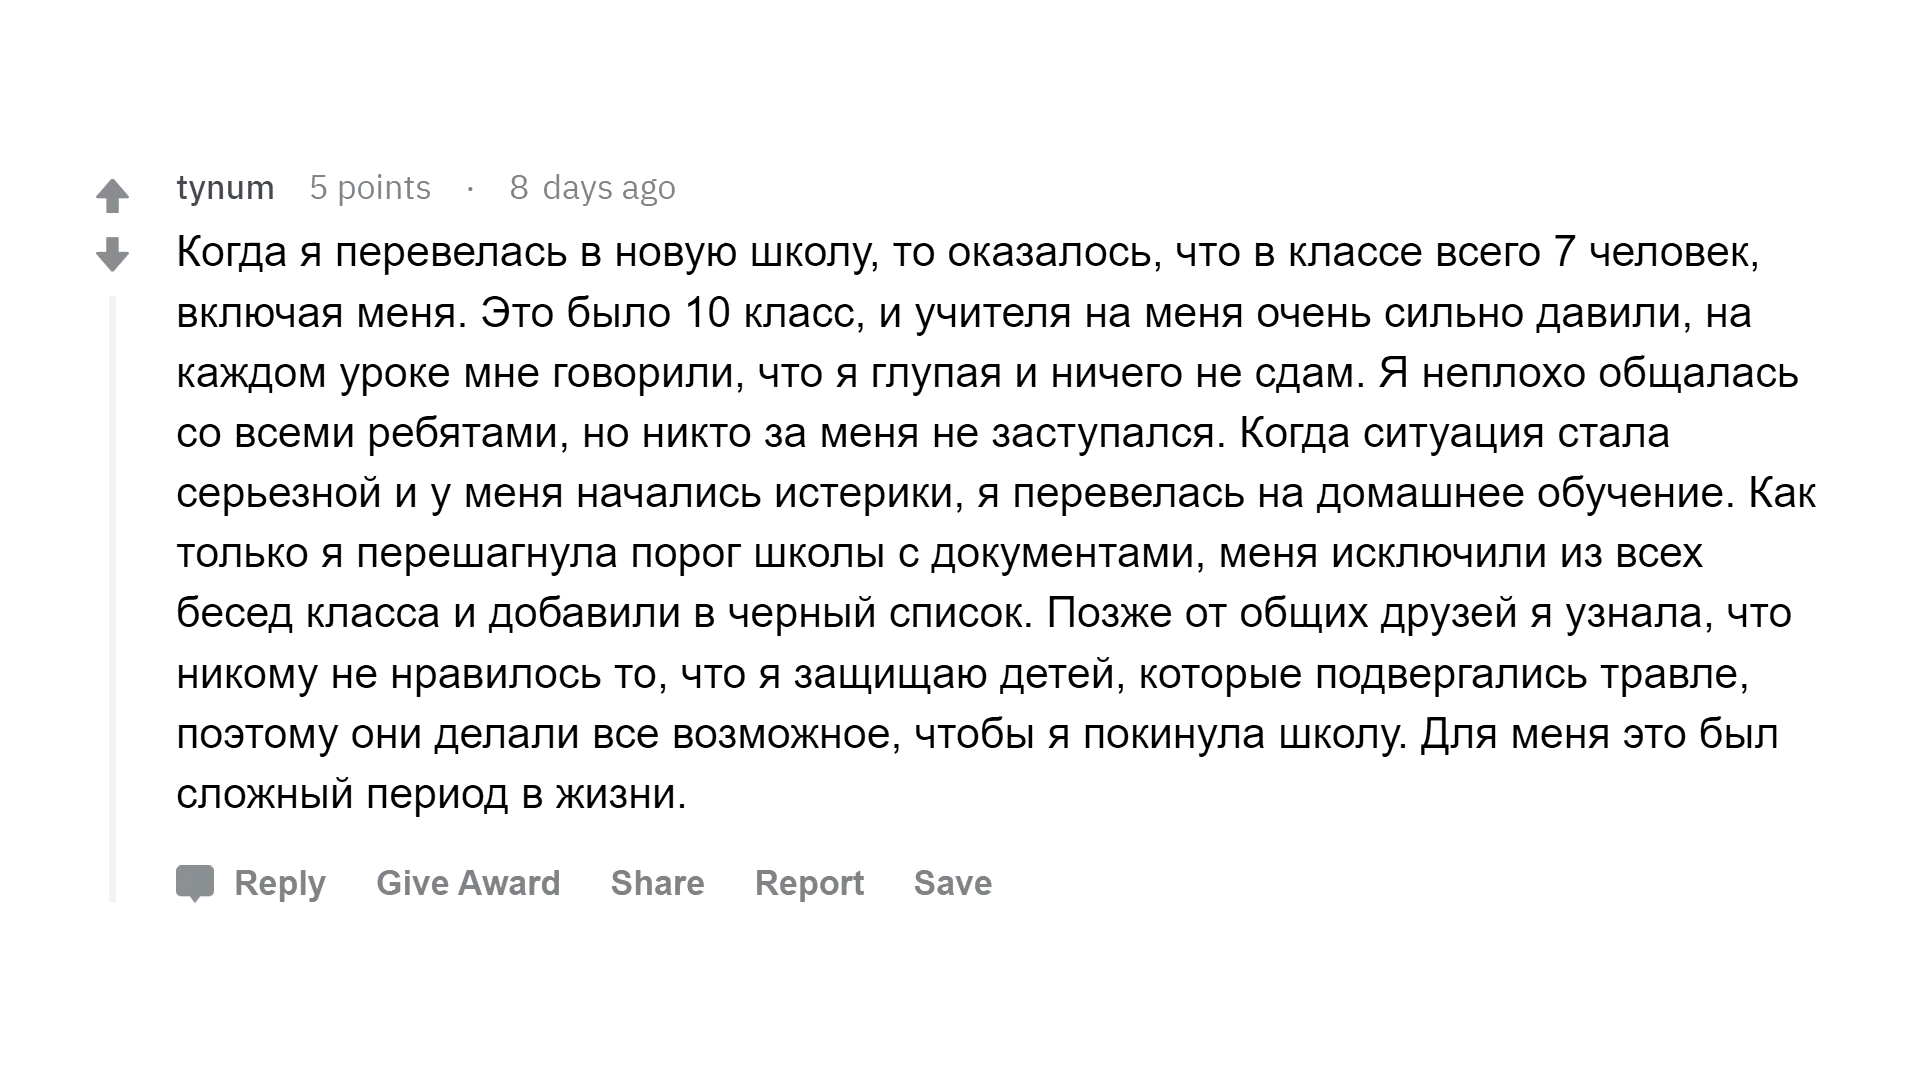 tynum 5 points · 8 days ago
Когда я перевелась в новую школу, то оказалось, что в классе всего 7 человек,
включая меня. Это было 10 класс, и учителя на меня очень сильно давили, на
каждом уроке мне говорили, что я глупая и ничего не сдам. Я неплохо общалась
со всеми ребятами, но никто за меня не заступался. Когда ситуация стала
серьезной и у меня начались истерики, я перевелась на домашнее обучение. Как
только я перешагнула порог школы с документами, меня исключили из всех
бесед класса и добавили в черный список. Позже от общих друзей я узнала, что
никому не нравилось то, что я защищаю детей, которые подвергались травле,
поэтому они делали все возможное, чтобы я покинула школу. Для меня это был
сложный период в жизни.
Reply Give Award Share Report Save